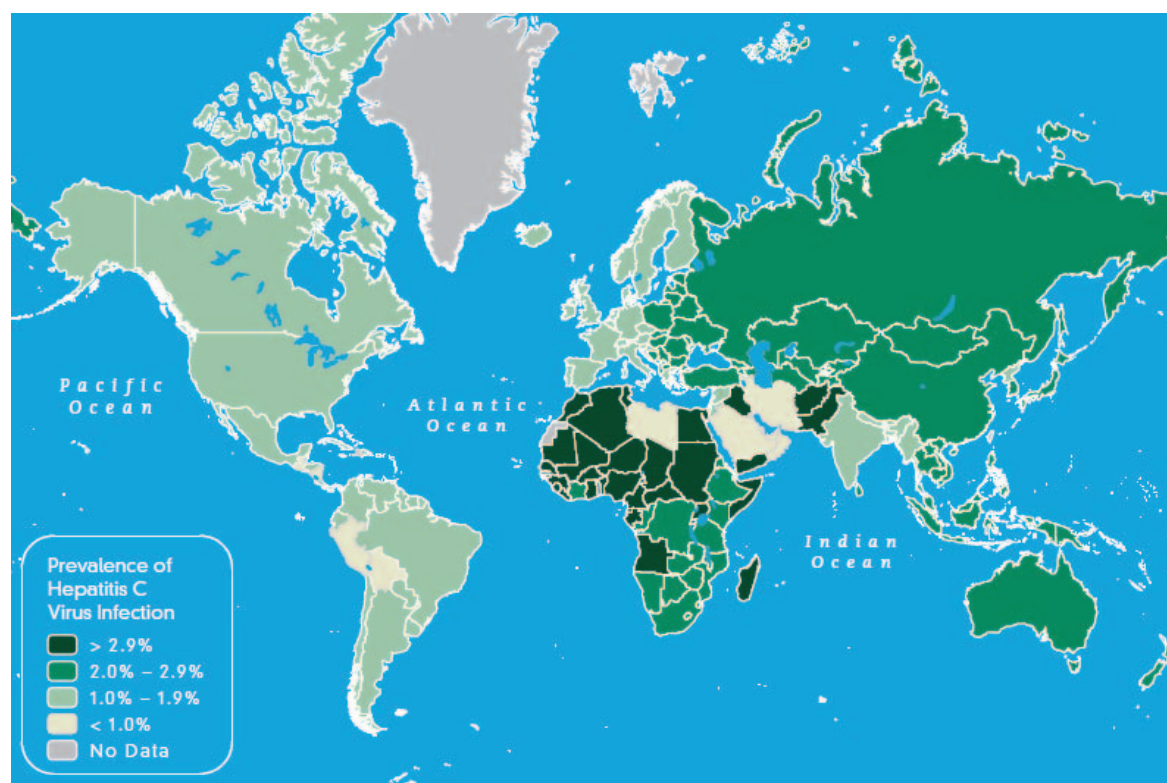 Pacific
Ocean
Atlantic
Ocean
Indian
Ocean
Prevalence of
Hepatitis C
Virus Infection
> 2.9%
2.0% – 2.9%
1.0% – 1.9%
< 1.0%
No Data